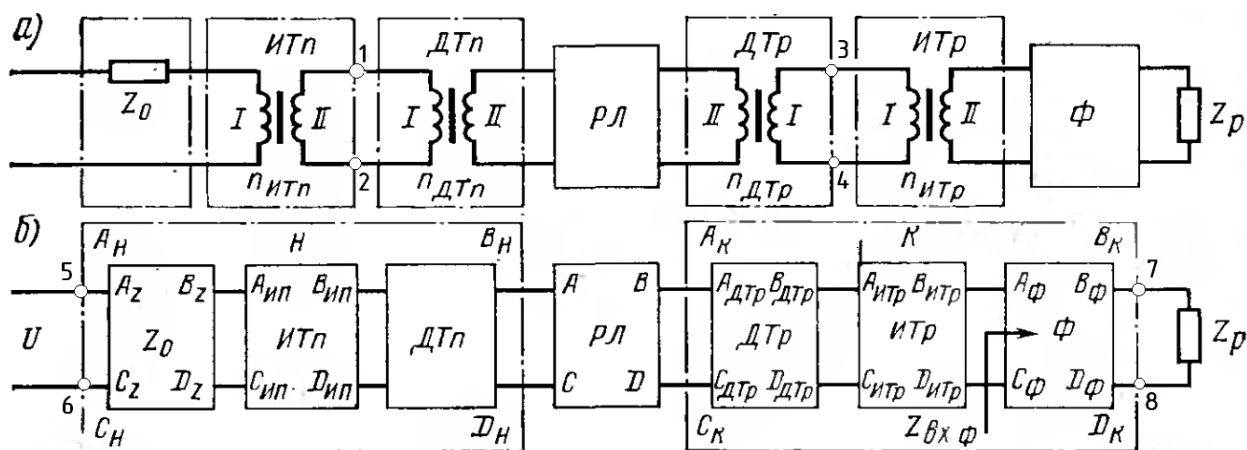 а)
ИТп 1 ДТп ДТр 3 ИТр
Z₀ I II I II РЛ II I I II Ф Zр
nИТп 2 nДТп nДТр 4 nИТр
б)
AН Н BН AК К BК
5 7
AZ BZ AИП BИП A B AДТр BДТр AИТр BИТр AФ BФ
U Z₀ ИТп ДТп РЛ ДТр ИТр Ф Zр
CZ DZ CИП DИП C D CДТр DДТр CИТр DИТр CФ DФ
6 8
CН DН CК Zвх ф DК